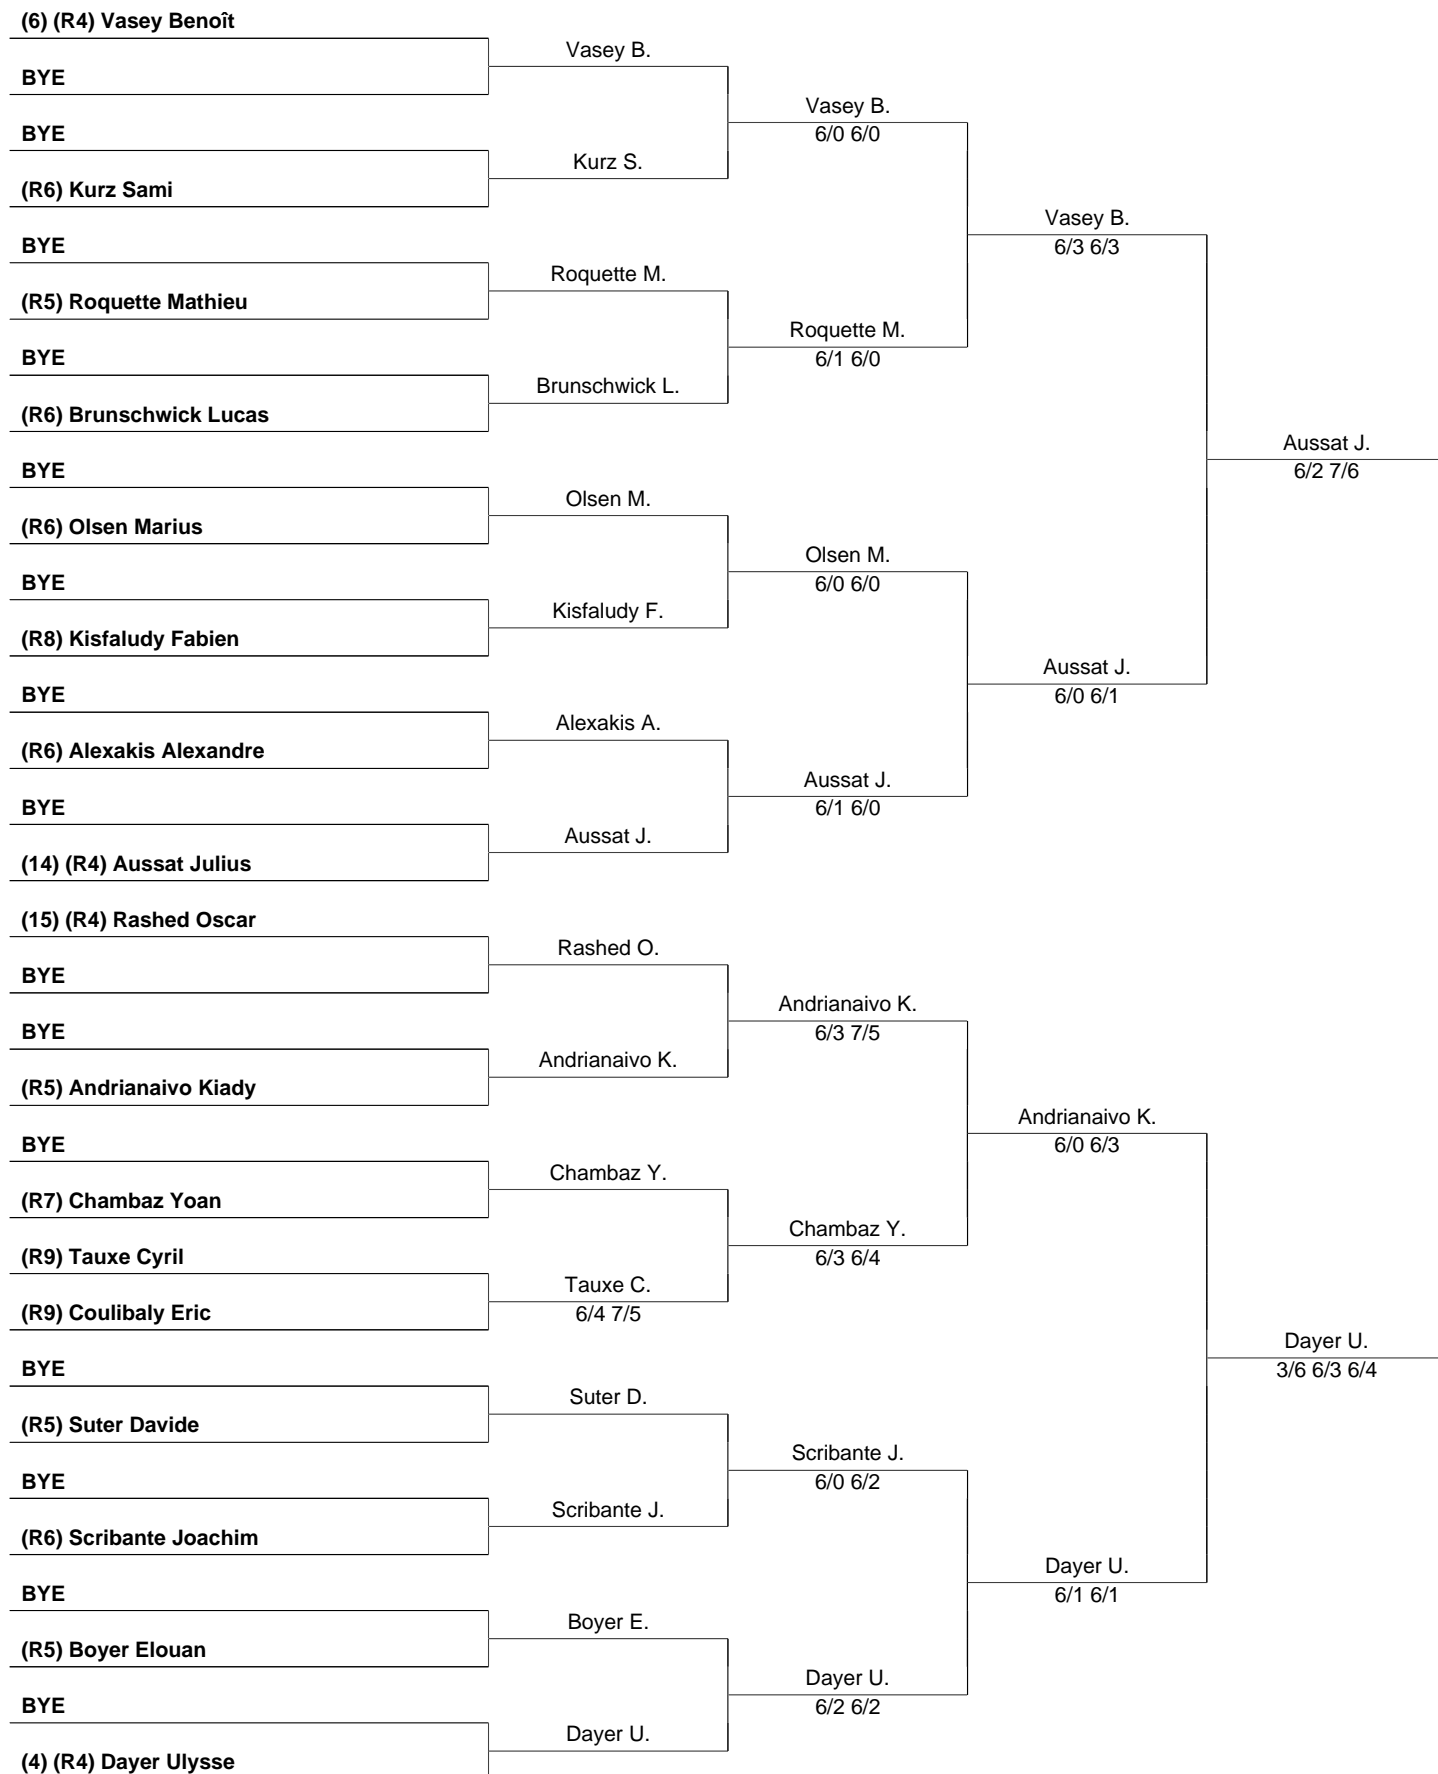 (6) (R4) Vasey Benoît
BYE
BYE
(R6) Kurz Sami
BYE
(R5) Roquette Mathieu
BYE
(R6) Brunschwick Lucas
BYE
(R6) Olsen Marius
BYE
(R8) Kisfaludy Fabien
BYE
(R6) Alexakis Alexandre
BYE
(14) (R4) Aussat Julius
(15) (R4) Rashed Oscar
BYE
BYE
(R5) Andrianaivo Kiady
BYE
(R7) Chambaz Yoan
(R9) Tauxe Cyril
(R9) Coulibaly Eric
BYE
(R5) Suter Davide
BYE
(R6) Scribante Joachim
BYE
(R5) Boyer Elouan
BYE
(4) (R4) Dayer Ulysse
Vasey B.
Kurz S.
Roquette M.
Brunschwick L.
Olsen M.
Kisfaludy F.
Alexakis A.
Aussat J.
Rashed O.
Andrianaivo K.
Chambaz Y.
Tauxe C.
6/4 7/5
Suter D.
Scribante J.
Boyer E.
Dayer U.
Vasey B.
6/0 6/0
Roquette M.
6/1 6/0
Olsen M.
6/0 6/0
Aussat J.
6/1 6/0
Andrianaivo K.
6/3 7/5
Chambaz Y.
6/3 6/4
Scribante J.
6/0 6/2
Dayer U.
6/2 6/2
Vasey B.
6/3 6/3
Aussat J.
6/0 6/1
Andrianaivo K.
6/0 6/3
Dayer U.
6/1 6/1
Aussat J.
6/2 7/6
Dayer U.
3/6 6/3 6/4